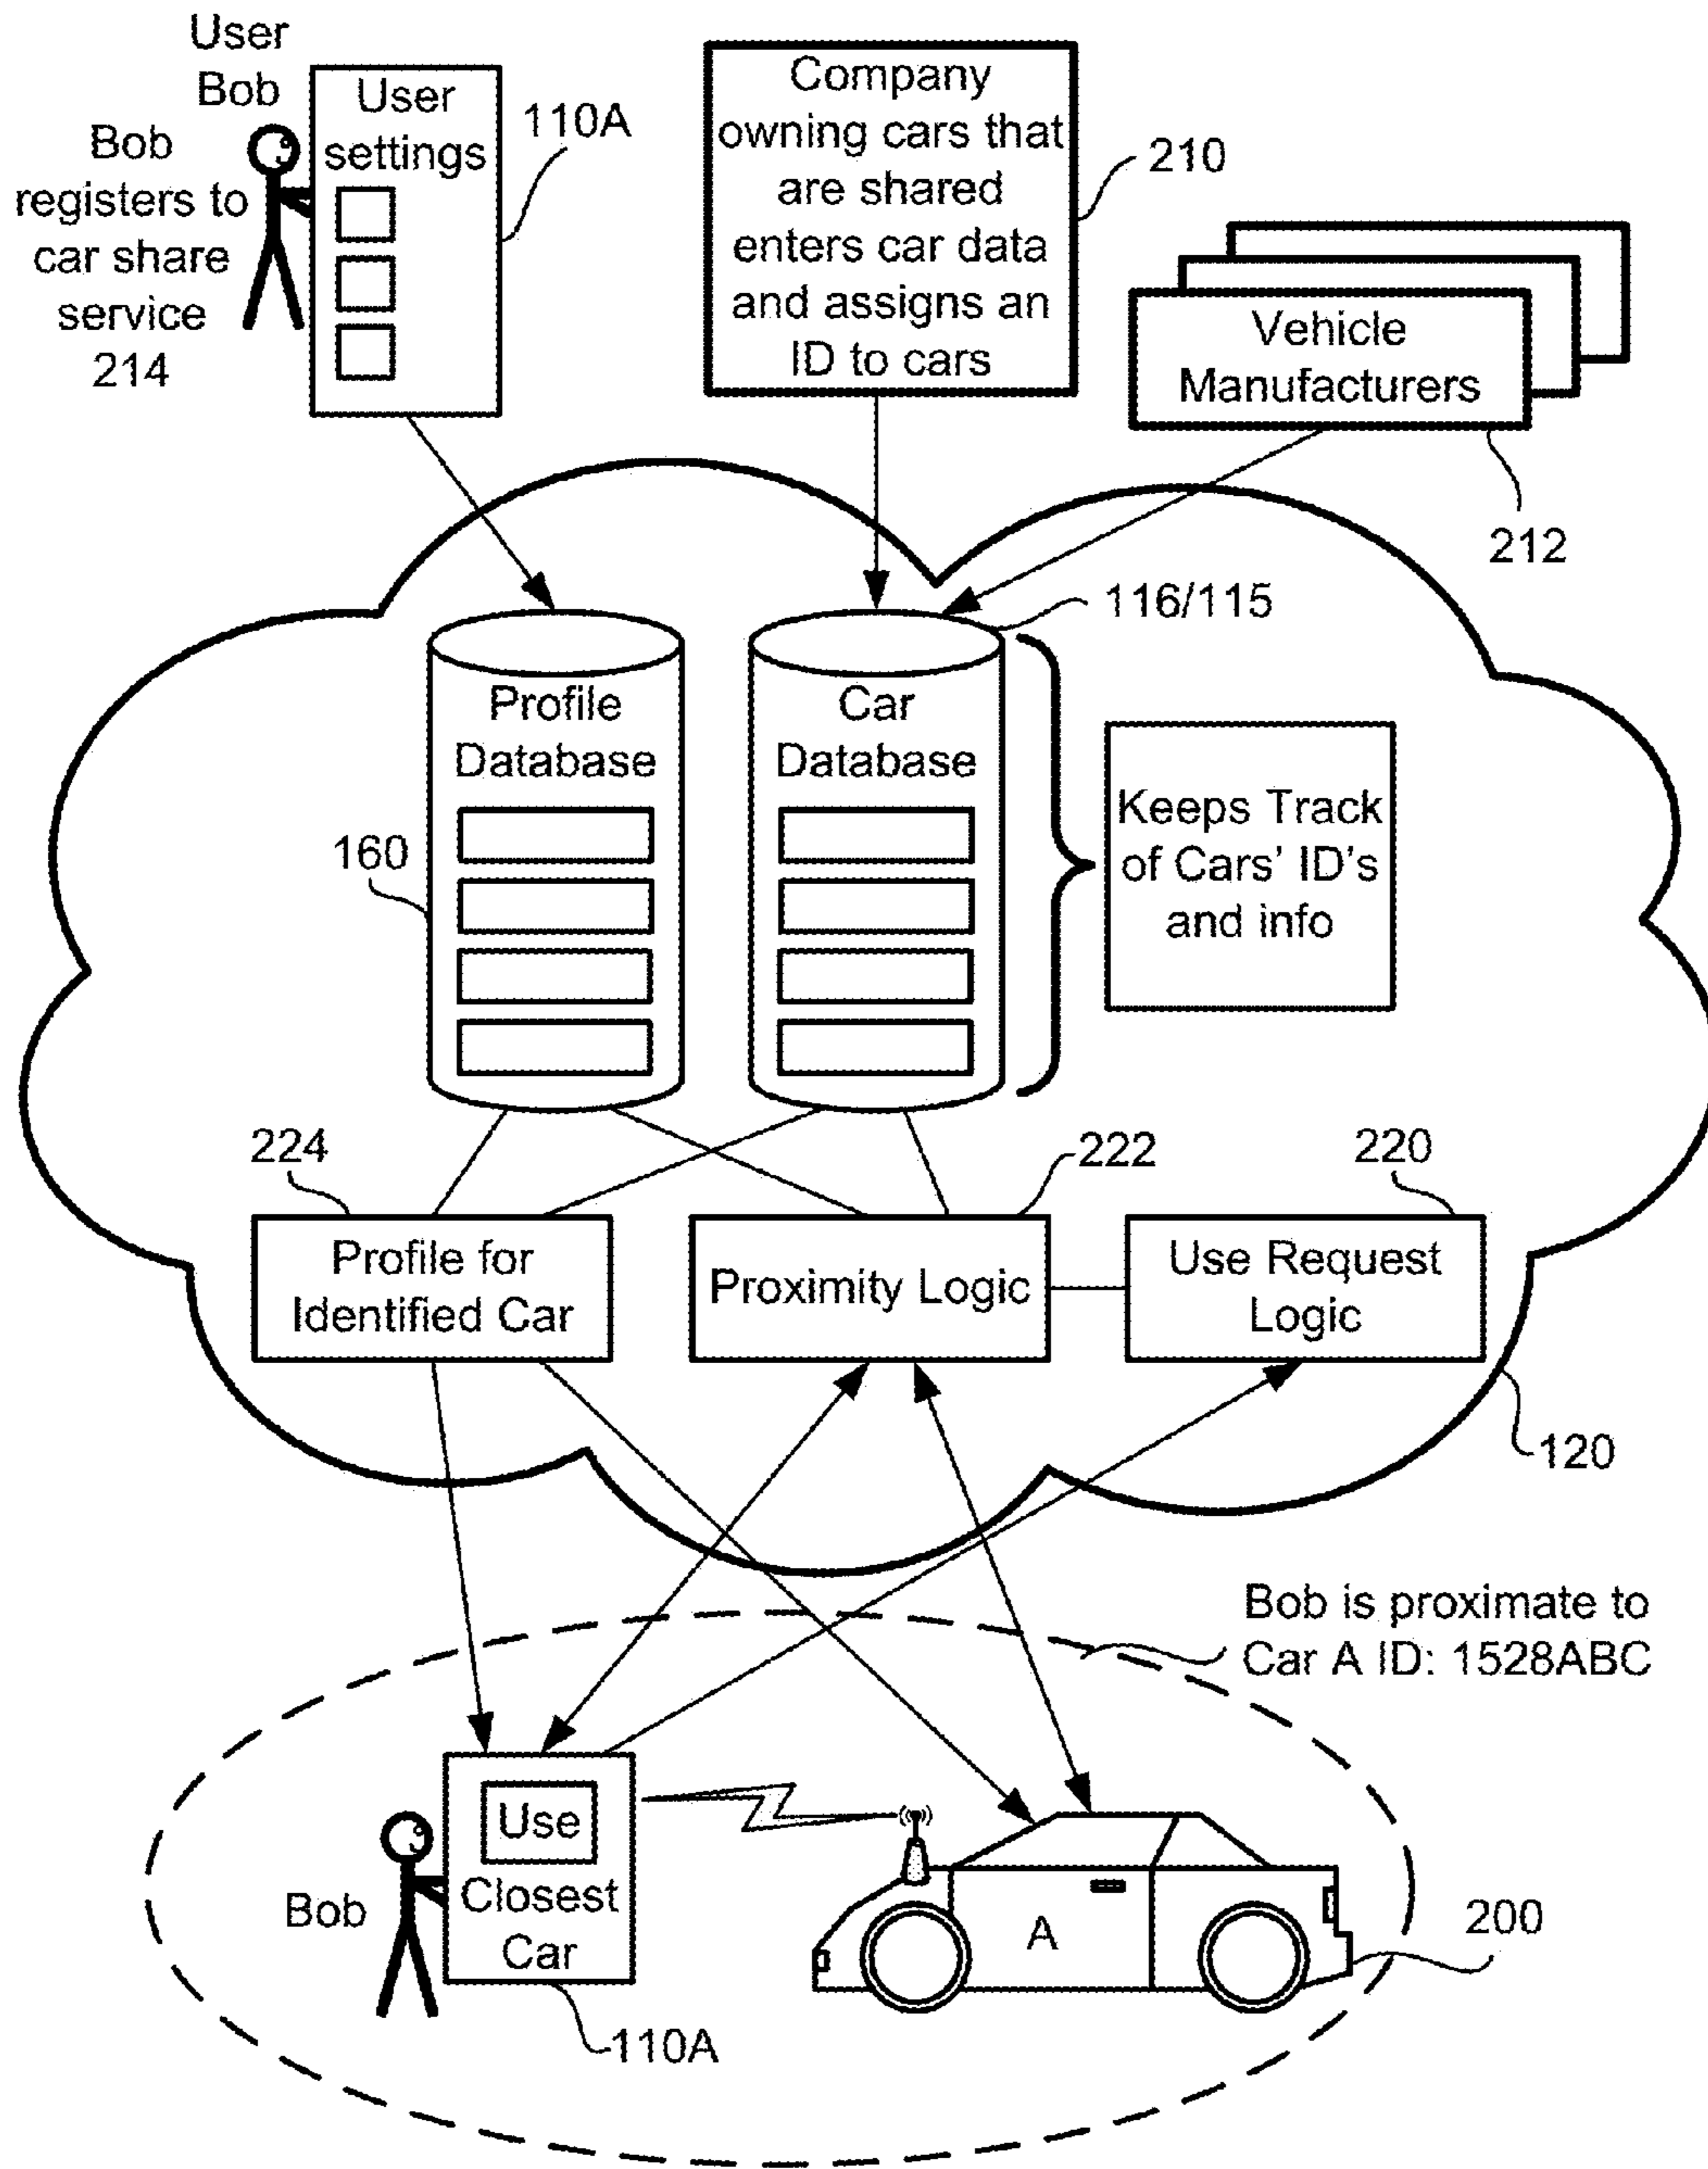 User
Bob
Bob
registers to
car share
service
214
User
settings
110A
Company
owning cars that
are shared
enters car data
and assigns an
ID to cars
210
Vehicle
Manufacturers
212
116/115
Profile
Database
Car
Database
160
Keeps Track
of Cars' ID's
and info
224
222
220
Profile for
Identified Car
Proximity Logic
Use Request
Logic
120
Bob is proximate to
Car A ID: 1528ABC
Bob
Use
Closest
Car
110A
A
200